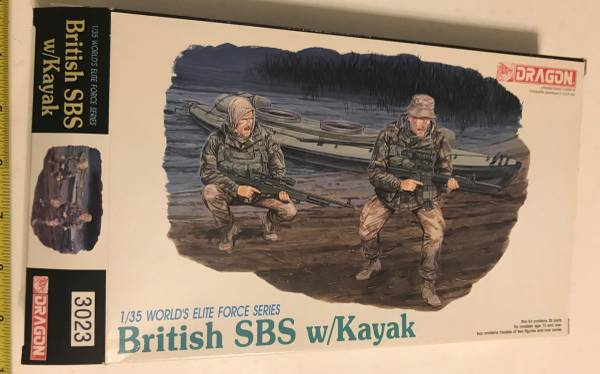 1/35 WORLD'S ELITE FORCE SERIES
British SBS
w/Kayak
DRAGON
3023
DRAGON
1/35 WORLD'S ELITE FORCE SERIES
British SBS w/Kayak